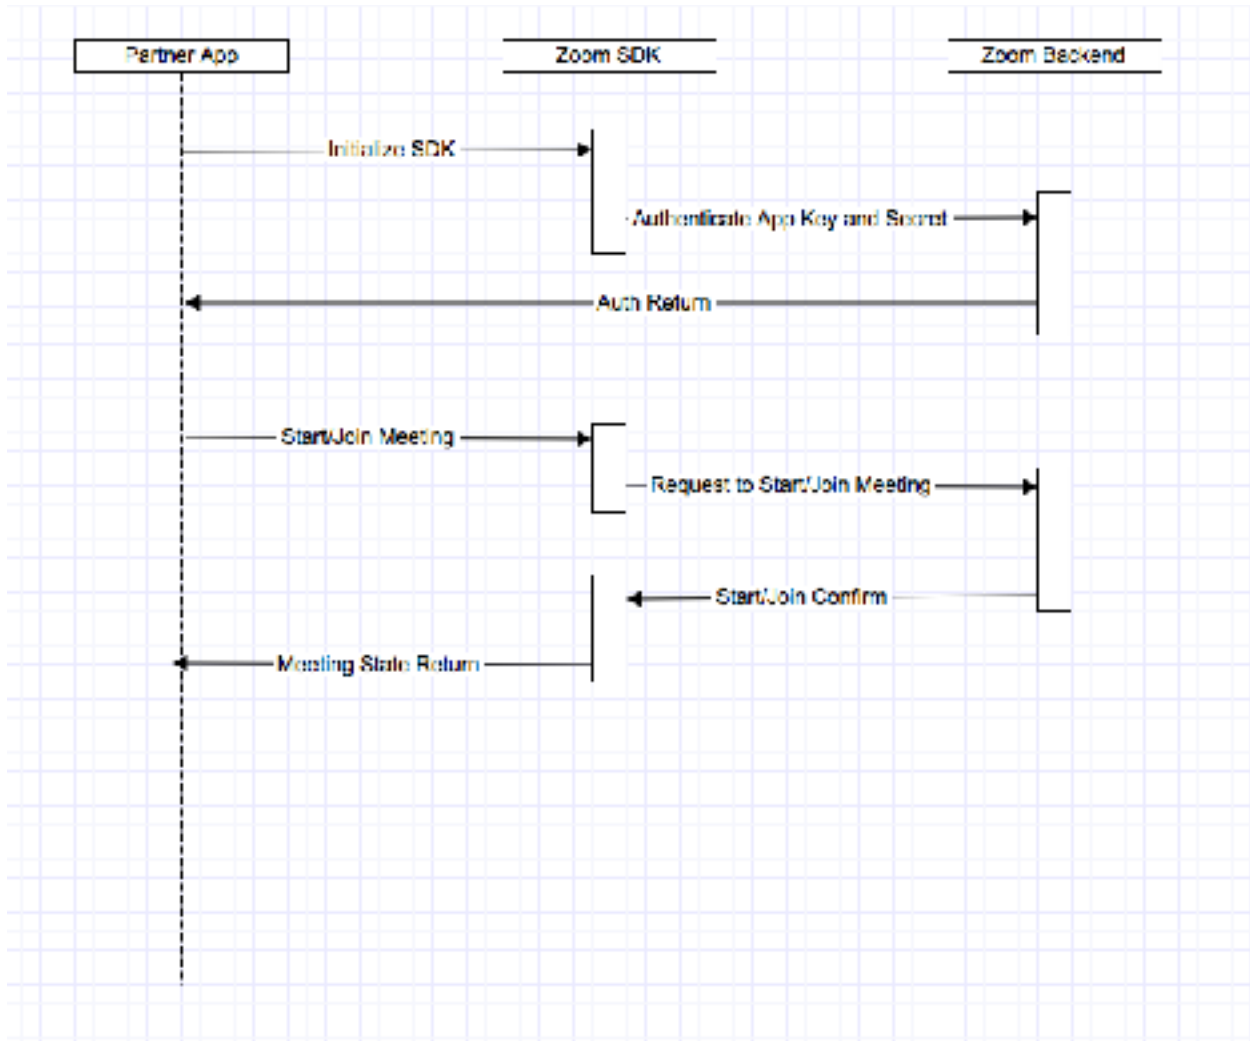 Partner App
Zoom SDK
Zoom Backend
Initialize SDK
Authenticate App Key and Secret
Auth Return
Start/Join Meeting
Request to Start/Join Meeting
Start/Join Confirm
Meeting State Return